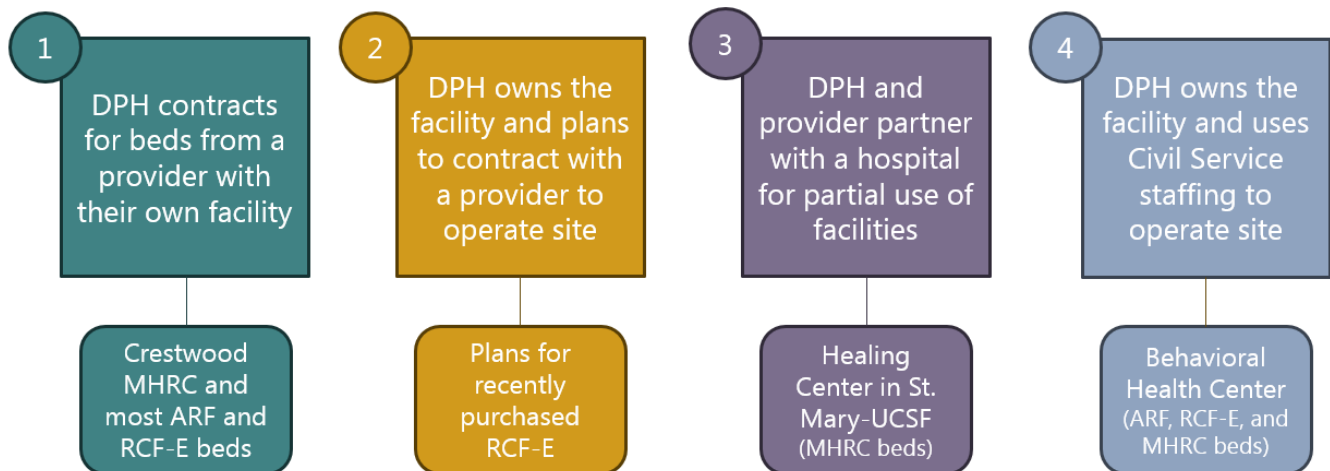 1
DPH contracts
for beds from a
provider with
their own facility
Crestwood
MHRC and
most ARF and
RCF-E beds
2
DPH owns the
facility and plans
to contract with
a provider to
operate site
Plans for
recently
purchased
RCF-E
3
DPH and
provider partner
with a hospital
for partial use of
facilities
Healing
Center in St.
Mary-UCSF
(MHRC beds)
4
DPH owns the
facility and uses
Civil Service
staffing to
operate site
Behavioral
Health Center
(ARF, RCF-E, and
MHRC beds)